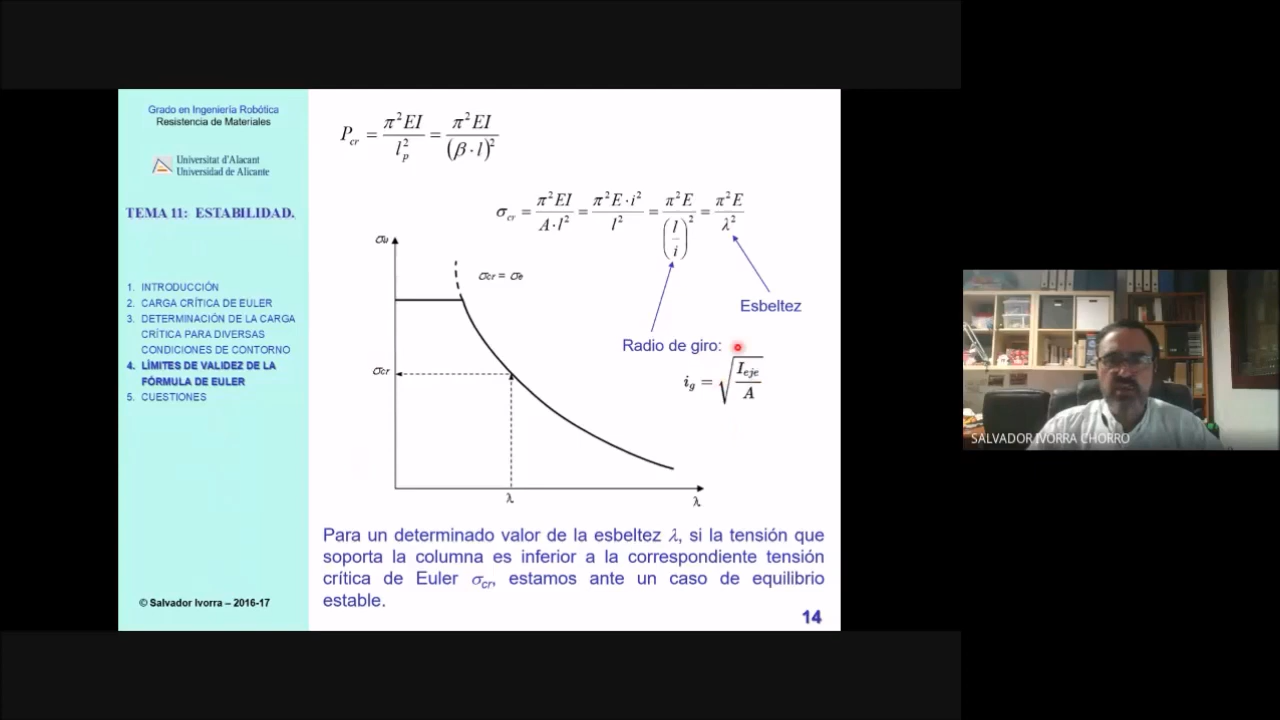 Grado en Ingeniería Robótica
Resistencia de Materiales
Universitat d'Alacant
Universidad de Alicante
TEMA 11: ESTABILIDAD.
1. INTRODUCCIÓN
2. CARGA CRÍTICA DE EULER
3. DETERMINACIÓN DE LA CARGA
CRÍTICA PARA DIVERSAS
CONDICIONES DE CONTORNO
4. LÍMITES DE VALIDEZ DE LA
FÓRMULA DE EULER
5. CUESTIONES
© Salvador Ivorra – 2016-17
P_cr = π²EI / l_p² = π²EI / (β · l)²
σ_cr = π²EI / A·l² = π²E·i² / l² = π²E / (l/i)² = π²E / λ²
σu
σcr = σe
Esbeltez
Radio de giro:
i_g = √(I_eje / A)
σcr
λ
λ
Para un determinado valor de la esbeltez λ, si la tensión que
soporta la columna es inferior a la correspondiente tensión
crítica de Euler σcr, estamos ante un caso de equilibrio
estable.
14
SALVADOR IVORRA CHORRO